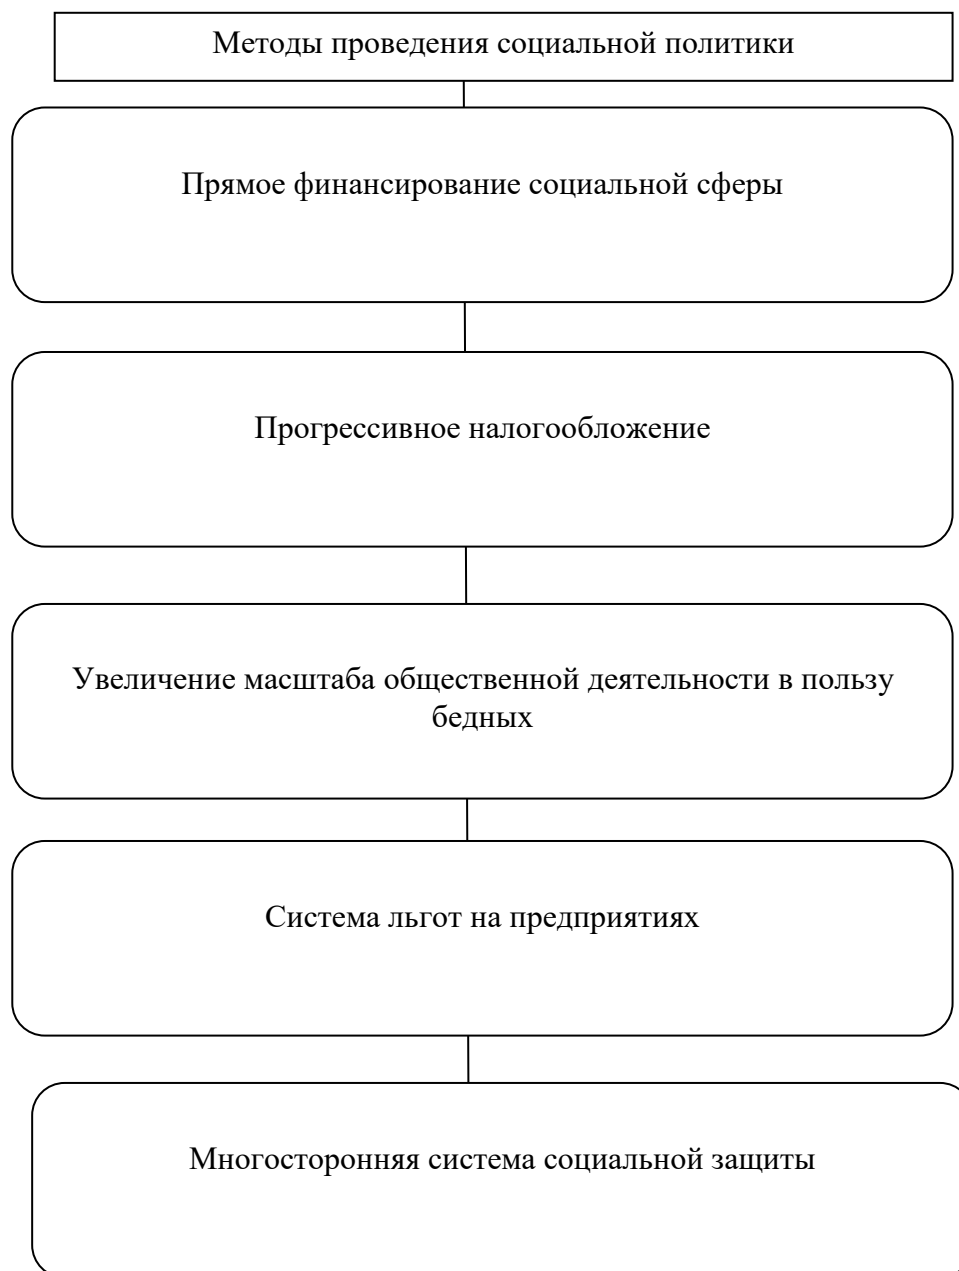 Методы проведения социальной политики
Прямое финансирование социальной сферы
Прогрессивное налогообложение
Увеличение масштаба общественной деятельности в пользу
бедных
Система льгот на предприятиях
Многосторонняя система социальной защиты